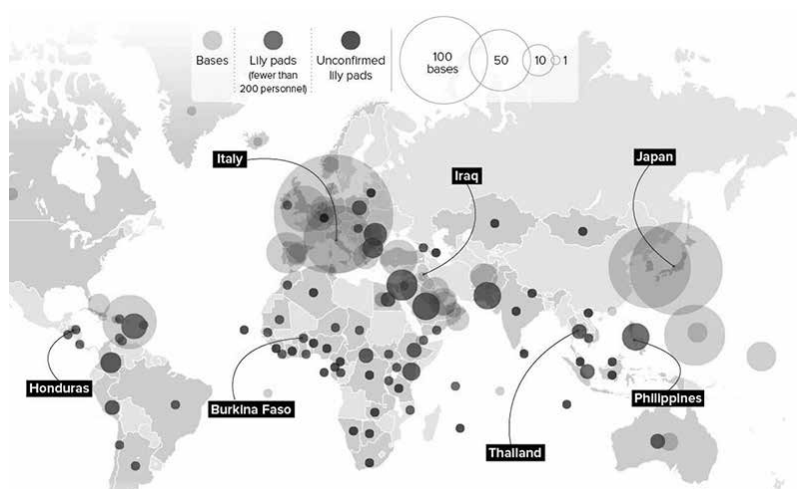 Bases
Lily pads
(fewer than
200 personnel)
Unconfirmed
lily pads
100
bases
50
10
1
Italy
Iraq
Japan
Honduras
Burkina Faso
Thailand
Philippines